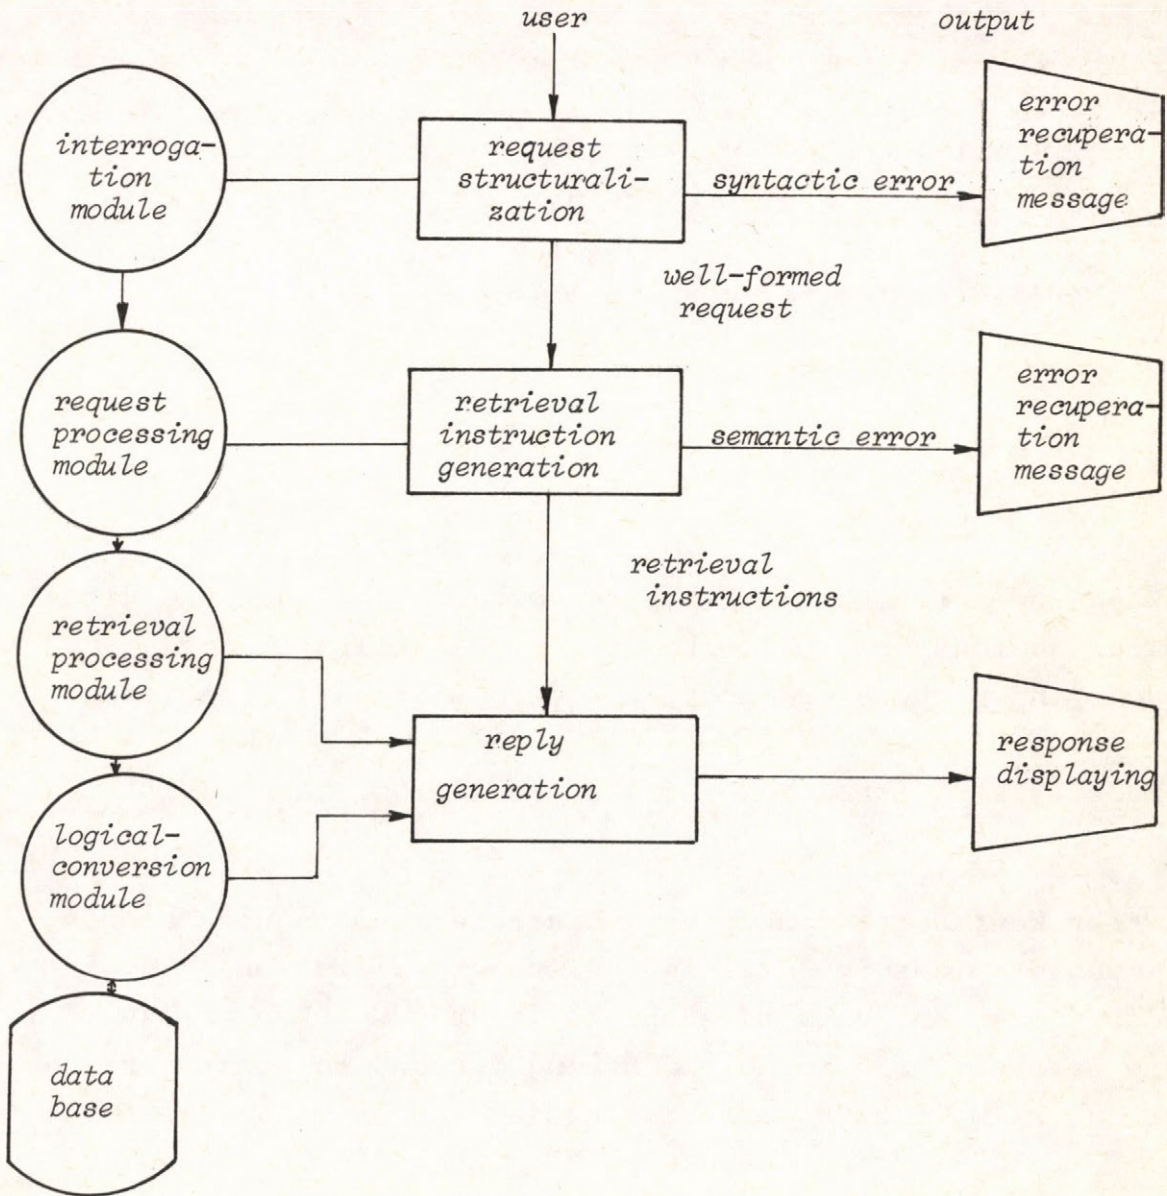 user
output
interroga-
tion
module
request
structurali-
zation
syntactic error
error
recupera-
tion
message
well-formed
request
request
processing
module
retrieval
instruction
generation
semantic error
error
recupera-
tion
message
retrieval
instructions
retrieval
processing
module
reply
generation
response
displaying
logical-
conversion
module
data
base